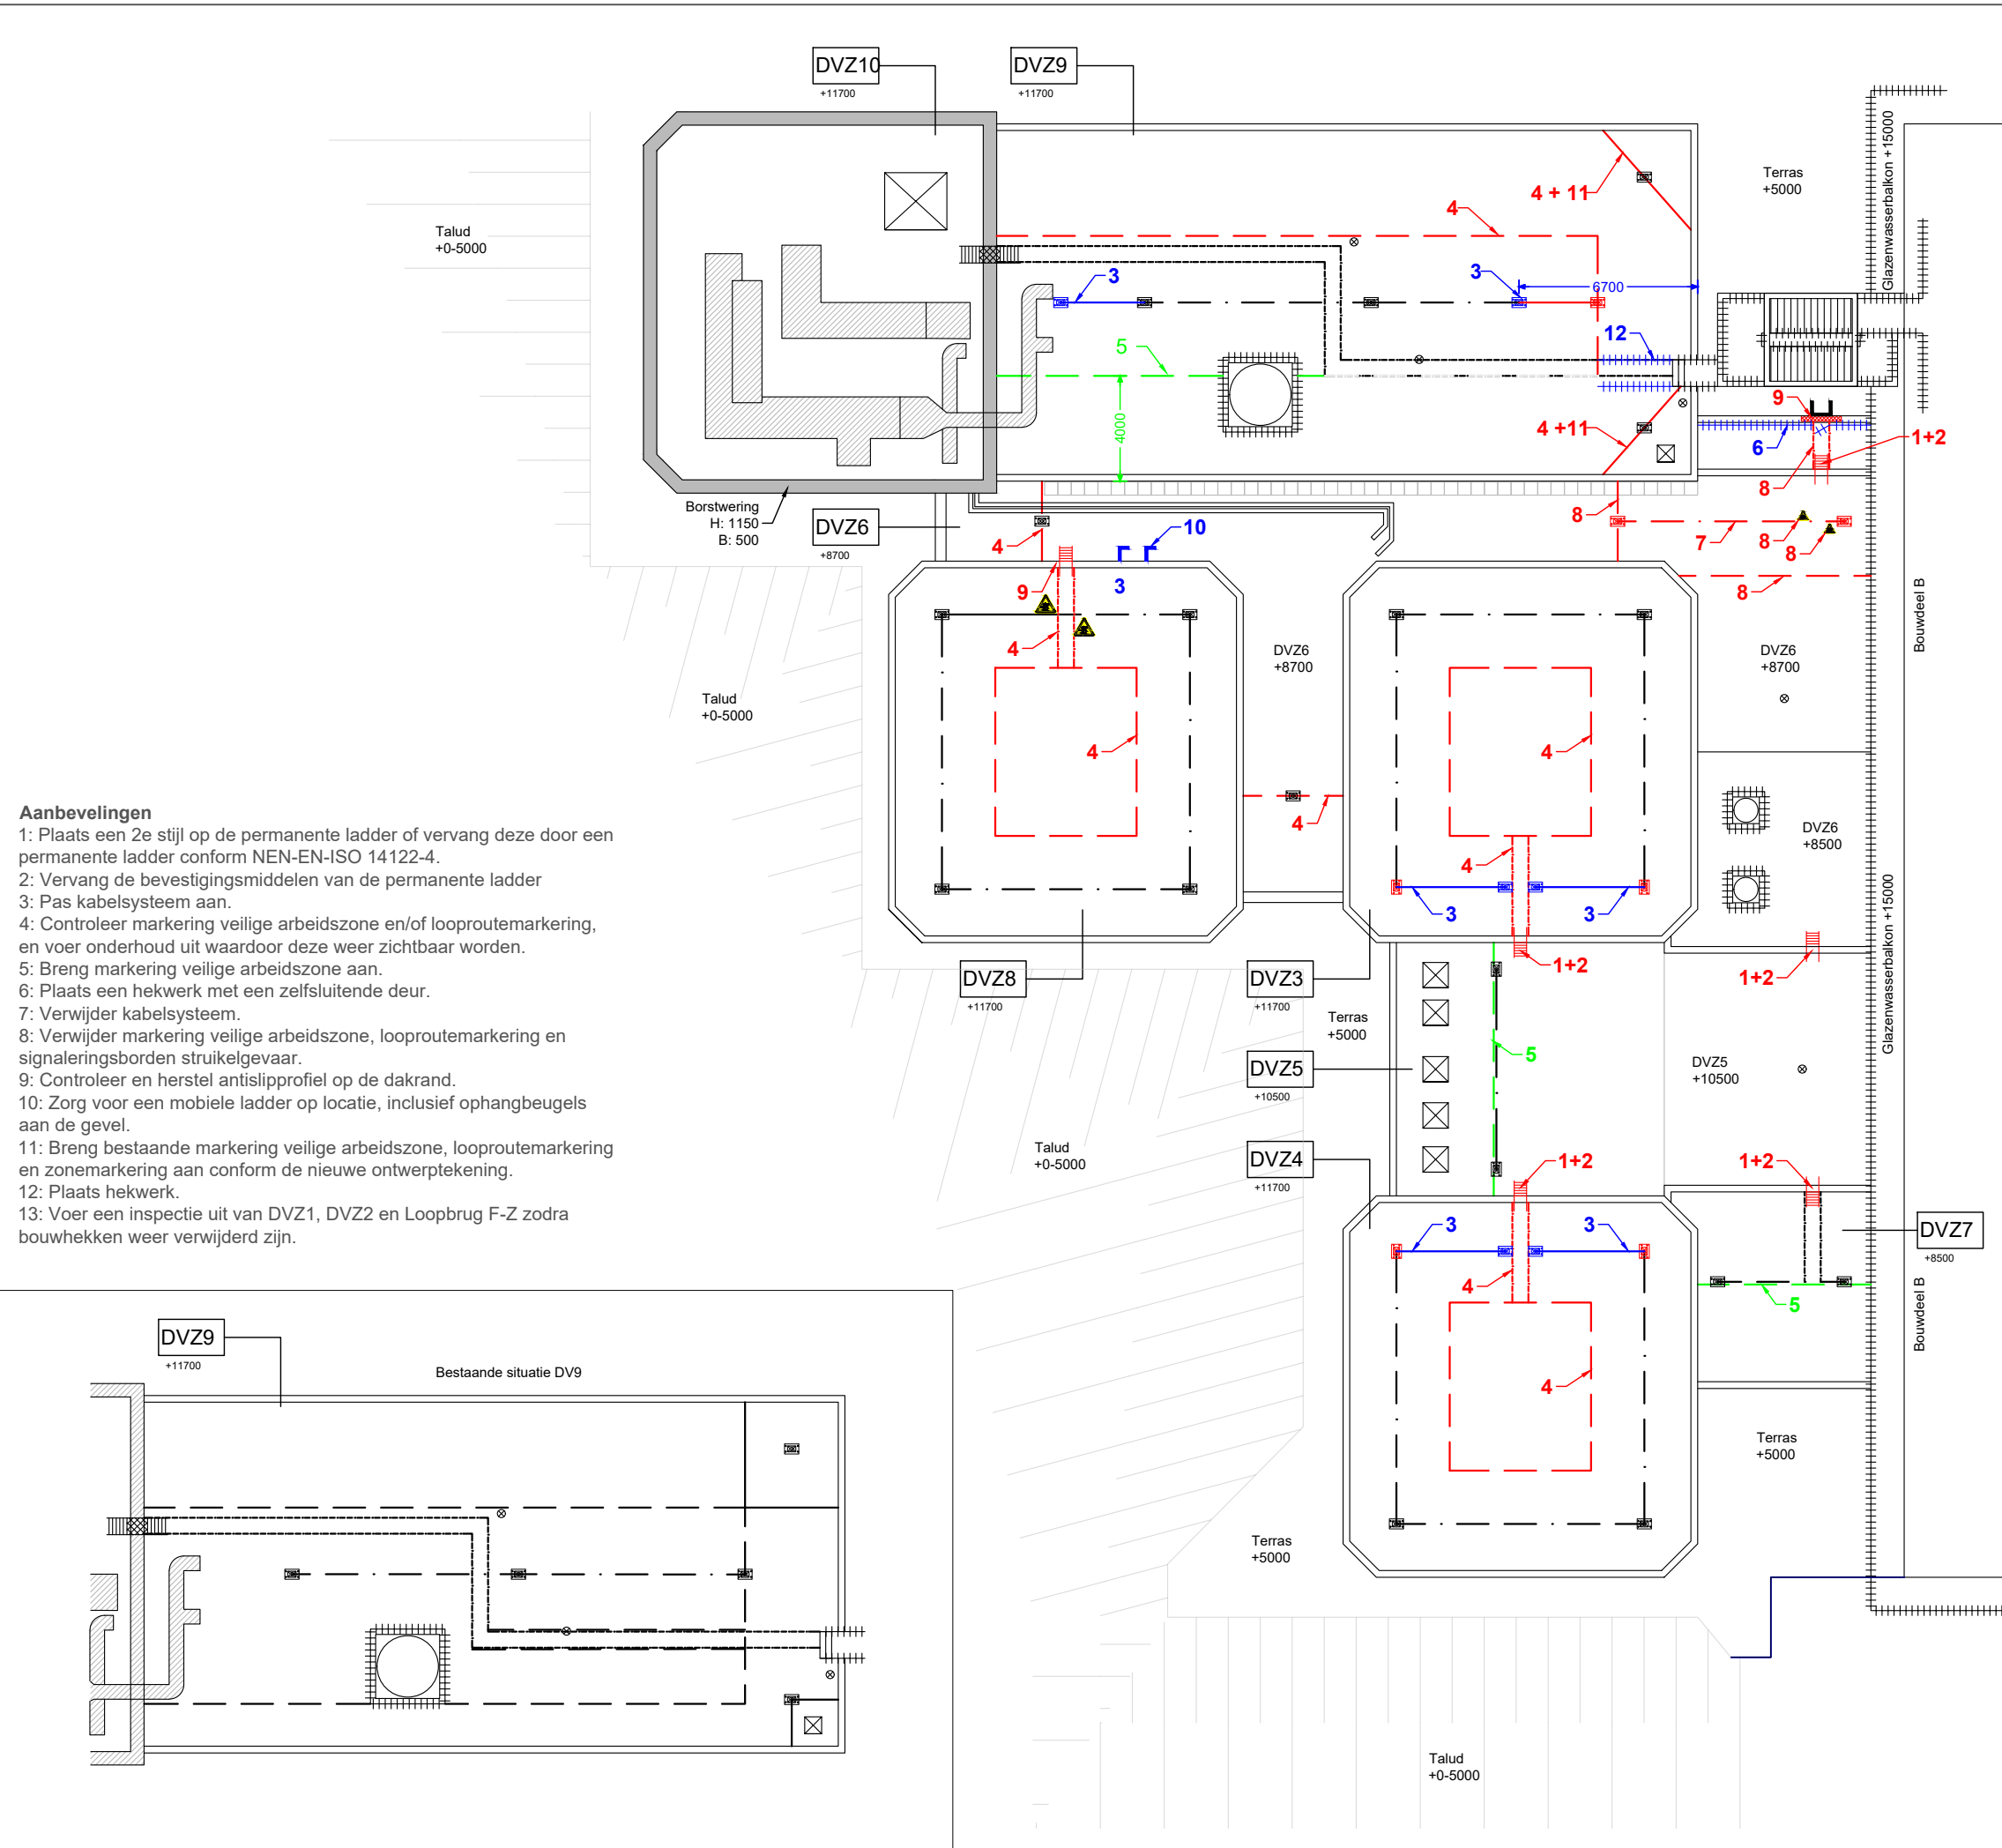 DVZ10
+11700
DVZ9
+11700
Talud
+0-5000
Terras
+5000
Glazenwasserbalkon +15000
4 + 11
4
3
3
6700
12
5
4000
4 +11
9
6
1+2
8
Borstwering
H: 1150
B: 500
DVZ6
+8700
4
10
3
9
4
8
7
8
8
8
Bouwdeel B
DVZ6
+8700
DVZ6
+8700
Talud
+0-5000
4
4
4
4
3
3
DVZ6
+8500
Glazenwasserbalkon +15000
Aanbevelingen
1: Plaats een 2e stijl op de permanente ladder of vervang deze door een
permanente ladder conform NEN-EN-ISO 14122-4.
2: Vervang de bevestigingsmiddelen van de permanente ladder
3: Pas kabelsysteem aan.
4: Controleer markering veilige arbeidszone en/of looproutemarkering,
en voer onderhoud uit waardoor deze weer zichtbaar worden.
5: Breng markering veilige arbeidszone aan.
6: Plaats een hekwerk met een zelfsluitende deur.
7: Verwijder kabelsysteem.
8: Verwijder markering veilige arbeidszone, looproutemarkering en
signaleringsborden struikelgevaar.
9: Controleer en herstel antislipprofiel op de dakrand.
10: Zorg voor een mobiele ladder op locatie, inclusief ophangbeugels
aan de gevel.
11: Breng bestaande markering veilige arbeidszone, looproutemarkering
en zonemarkering aan conform de nieuwe ontwerptekening.
12: Plaats hekwerk.
13: Voer een inspectie uit van DVZ1, DVZ2 en Loopbrug F-Z zodra
bouwhekken weer verwijderd zijn.
DVZ8
+11700
DVZ3
+11700
1+2
1+2
Terras
+5000
DVZ5
+10500
5
DVZ5
+10500
Talud
+0-5000
DVZ4
+11700
1+2
1+2
3
3
4
DVZ7
+8500
5
Bouwdeel B
4
Terras
+5000
Terras
+5000
Talud
+0-5000
DVZ9
+11700
Bestaande situatie DV9